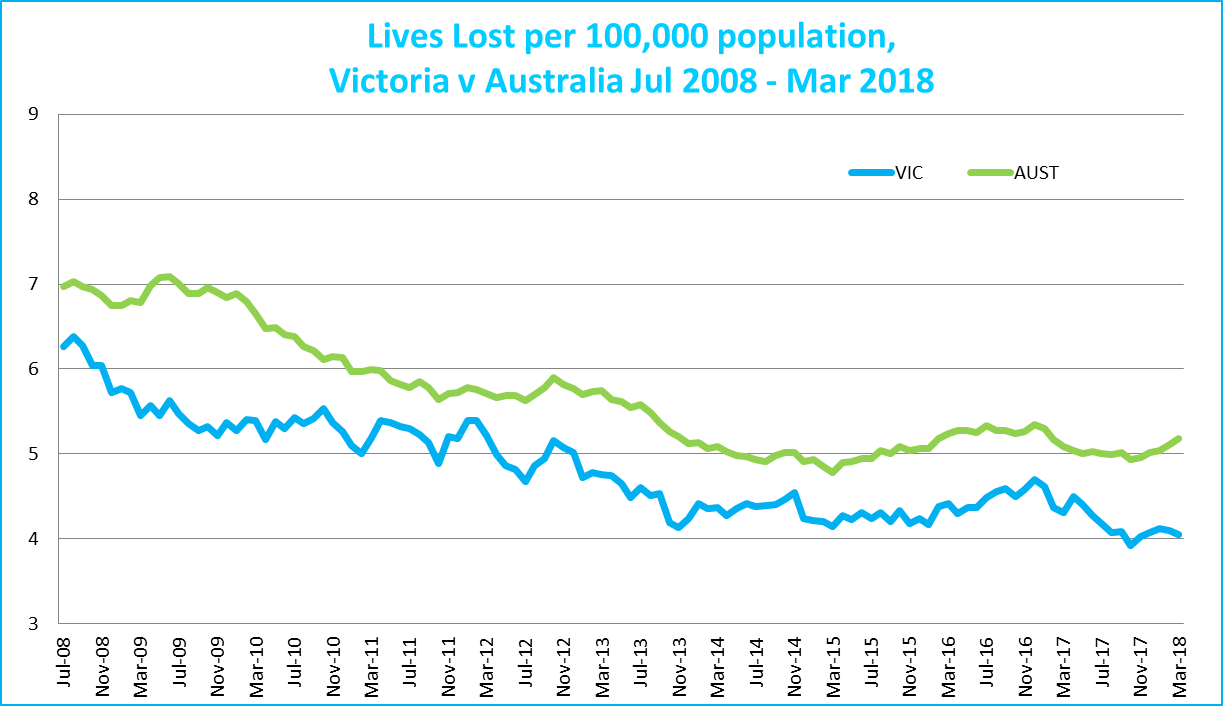 Lives Lost per 100,000 population,
Victoria v Australia Jul 2008 - Mar 2018
9
VIC
AUST
8
7
6
5
4
3
Jul-08
Nov-08
Mar-09
Jul-09
Nov-09
Mar-10
Jul-10
Nov-10
Mar-11
Jul-11
Nov-11
Mar-12
Jul-12
Nov-12
Mar-13
Jul-13
Nov-13
Mar-14
Jul-14
Nov-14
Mar-15
Jul-15
Nov-15
Mar-16
Jul-16
Nov-16
Mar-17
Jul-17
Nov-17
Mar-18